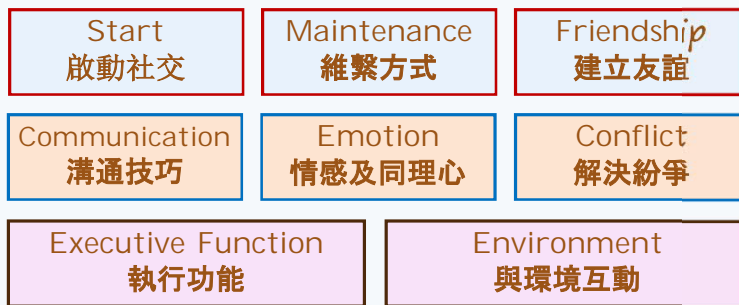 Start
啟動社交
Maintenance
維繫方式
Friendship
建立友誼
Communication
溝通技巧
Emotion
情感及同理心
Conflict
解決紛爭
Executive Function
執行功能
Environment
與環境互動